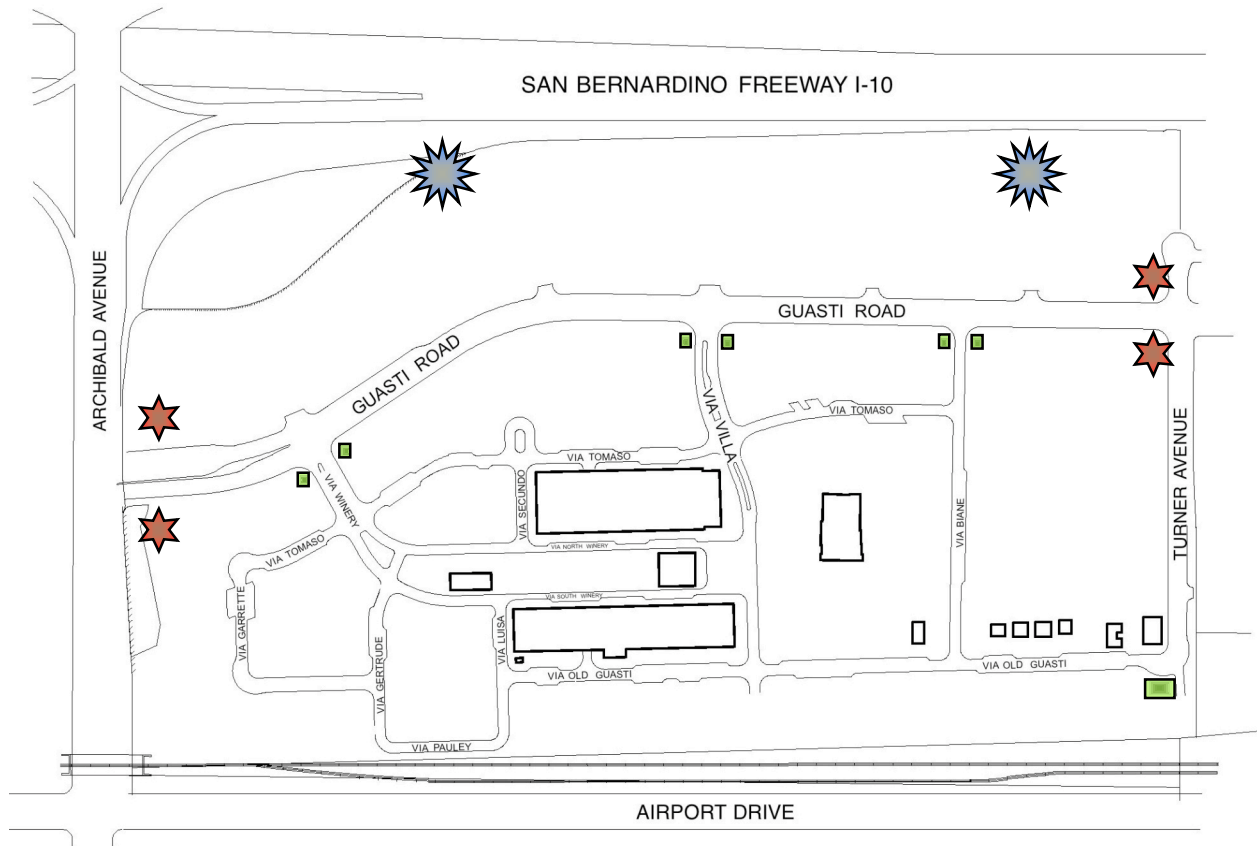 SAN BERNARDINO FREEWAY I-10
ARCHIBALD AVENUE
GUASTI ROAD
GUASTI ROAD
VIA VILLA
VIA TOMASO
VIA TOMASO
VIA WINERY
VIA SECUNDO
VIA BIANE
TURNER AVENUE
VIA TOMASO
VIA NORTH WINERY
VIA SOUTH WINERY
VIA GARRETTE
VIA GERTRUDE
VIA LUISA
VIA OLD GUASTI
VIA OLD GUASTI
VIA PAULEY
AIRPORT DRIVE